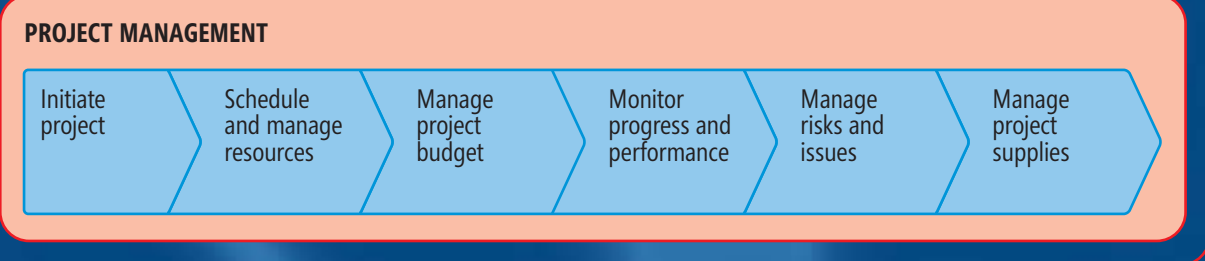 PROJECT MANAGEMENT
Initiate
project
Schedule
and manage
resources
Manage
project
budget
Monitor
progress and
performance
Manage
risks and
issues
Manage
project
supplies